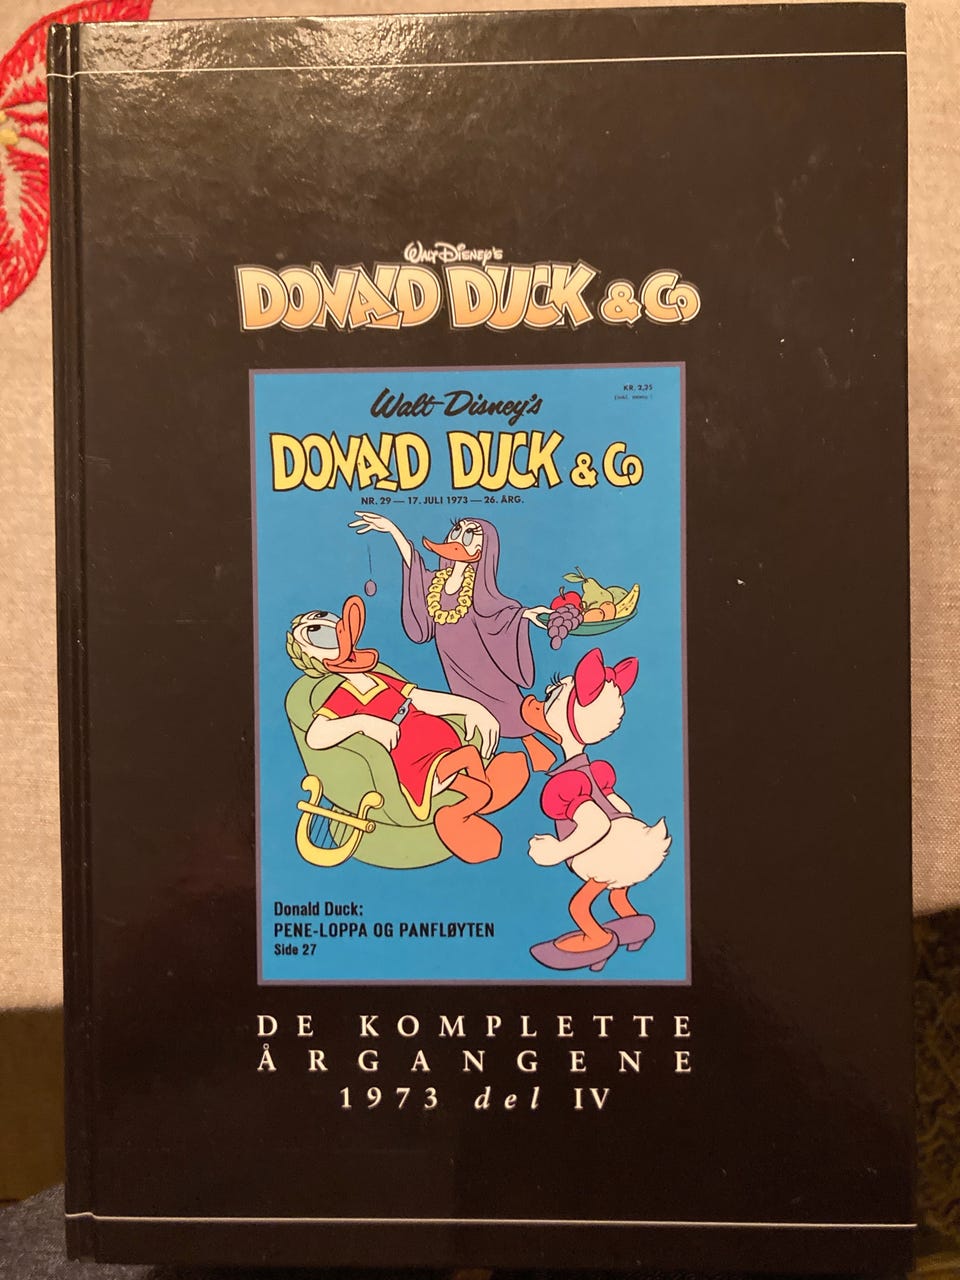 Walt Disney's
DONALD DUCK & Co
Walt Disney's
KR. 2,25
DONALD DUCK & Co
NR. 29 — 17. JULI 1973 — 26. ÅRG.
Donald Duck:
PENE-LOPPA OG PANFLØYTEN
Side 27
DE KOMPLETTE
ÅRGANGENE
1973 del IV